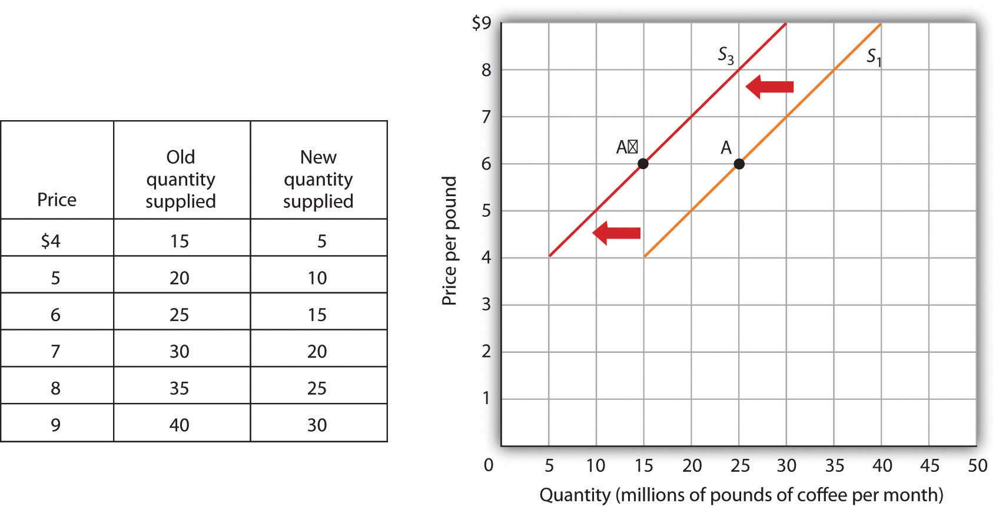 Price
Old
quantity
supplied
New
quantity
supplied
$4 15 5
5 20 10
6 25 15
7 30 20
8 35 25
9 40 30
$9
8
7
6
5
4
3
2
1
0
Price per pound
S₃
S₁
A
A
5 10 15 20 25 30 35 40 45 50
Quantity (millions of pounds of coffee per month)